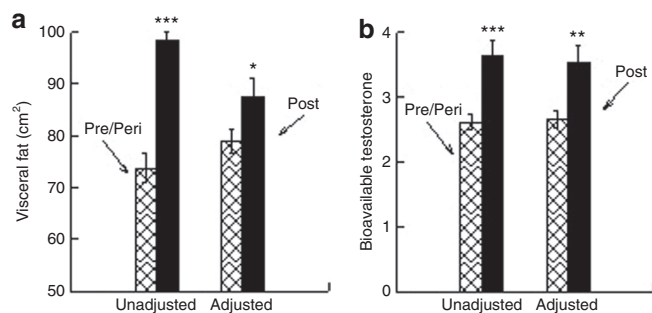 a
Visceral fat (cm²)
100
90
80
70
60
50
***
*
Pre/Peri
Post
Unadjusted
Adjusted
b
Bioavailable testosterone
4
3
2
1
0
***
**
Pre/Peri
Post
Unadjusted
Adjusted